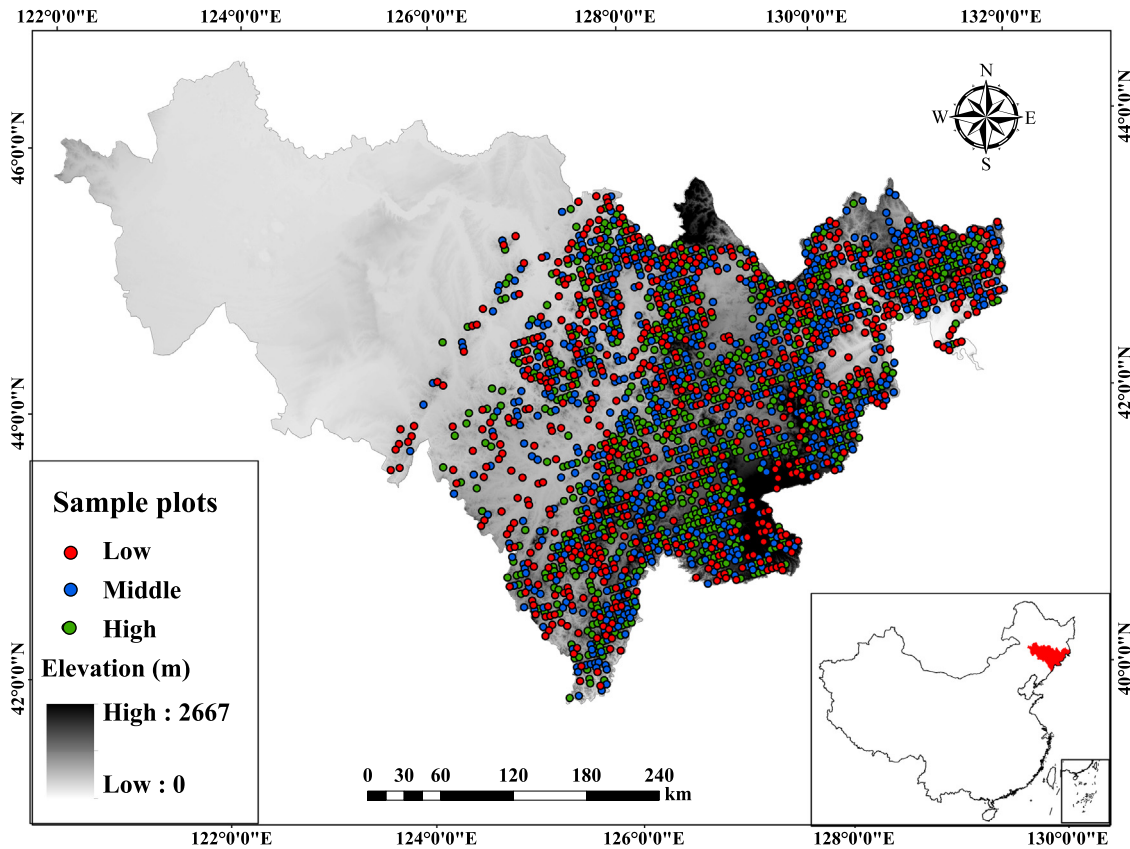 122°0'0"E 124°0'0"E 126°0'0"E 128°0'0"E 130°0'0"E 132°0'0"E
N
W E
S
46°0'0"N
44°0'0"N
42°0'0"N
44°0'0"N
42°0'0"N
40°0'0"N
Sample plots
Low
Middle
High
Elevation (m)
High : 2667
Low : 0
0 30 60 120 180 240
km
122°0'0"E 124°0'0"E 126°0'0"E 128°0'0"E 130°0'0"E